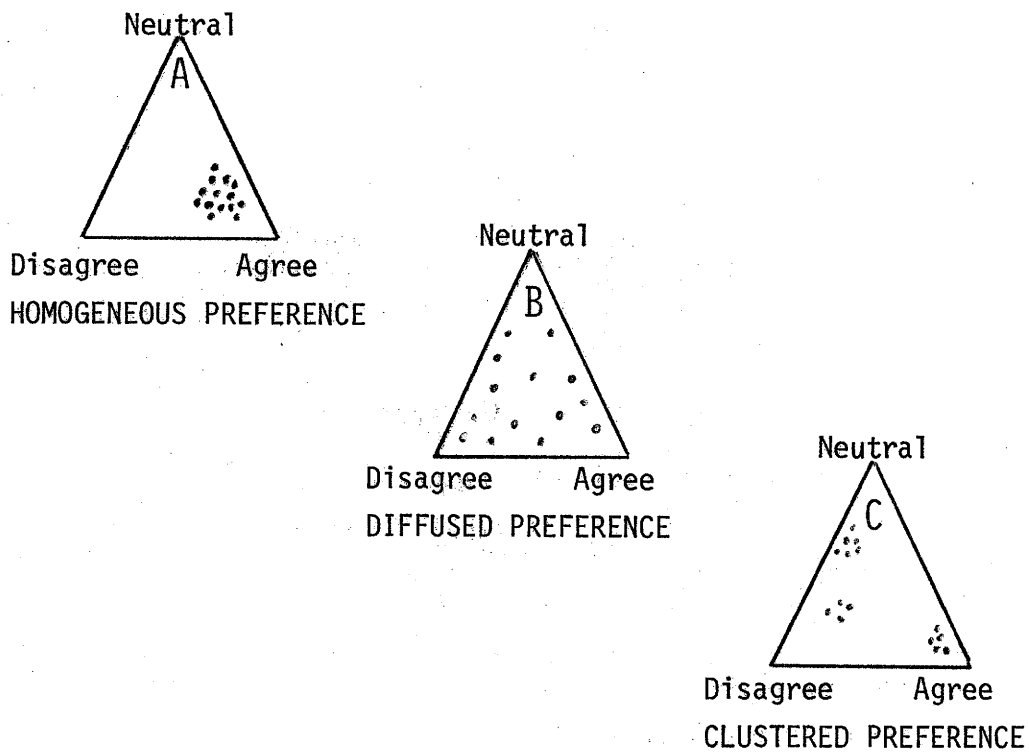 Neutral
A
Disagree Agree
HOMOGENEOUS PREFERENCE
Neutral
B
Disagree Agree
DIFFUSED PREFERENCE
Neutral
C
Disagree Agree
CLUSTERED PREFERENCE